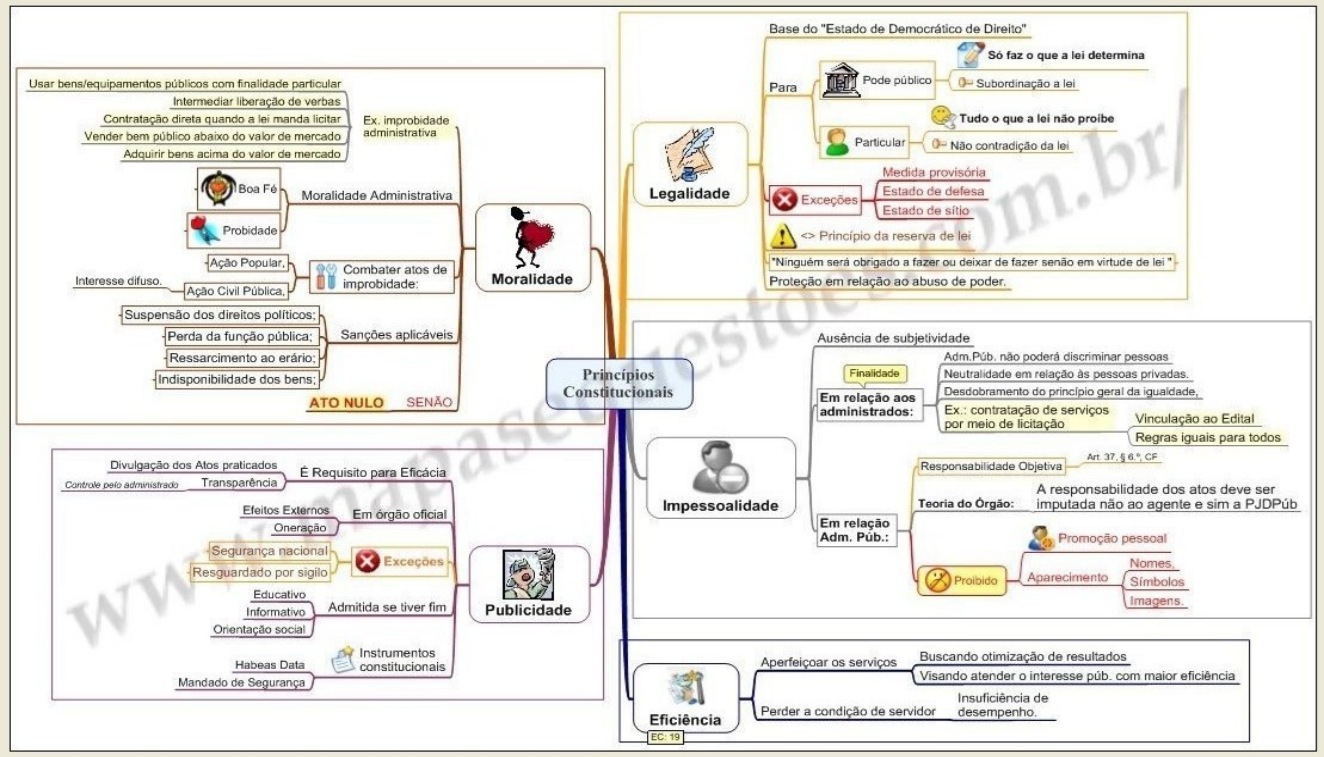 Princípios
Constitucionais
Legalidade
Base do "Estado de Democrático de Direito"
Para
Pode público
Só faz o que a lei determina
Subordinação a lei
Particular
Tudo o que a lei não proíbe
Não contradição da lei
Exceções
Medida provisória
Estado de defesa
Estado de sítio
<> Princípio da reserva de lei
"Ninguém será obrigado a fazer ou deixar de fazer senão em virtude de lei "
Proteção em relação ao abuso de poder.
Impessoalidade
Ausência de subjetividade
Finalidade
Em relação aos
administrados:
Adm.Púb. não poderá discriminar pessoas
Neutralidade em relação às pessoas privadas.
Desdobramento do princípio geral da igualdade,
Ex.: contratação de serviços
por meio de licitação
Vinculação ao Edital
Regras iguais para todos
Em relação
Adm. Púb.:
Responsabilidade Objetiva
Art. 37, § 6.º, CF
Teoria do Órgão:
A responsabilidade dos atos deve ser
imputada não ao agente e sim a PJDPúb
Proibido
Promoção pessoal
Aparecimento
Nomes,
Símbolos
Imagens.
Eficiência
EC: 19
Aperfeiçoar os serviços
Buscando otimização de resultados
Visando atender o interesse púb. com maior eficiência
Perder a condição de servidor
Insuficiência de
desempenho.
Moralidade
Ex. improbidade
administrativa
Usar bens/equipamentos públicos com finalidade particular
Intermediar liberação de verbas
Contratação direta quando a lei manda licitar
Vender bem público abaixo do valor de mercado
Adquirir bens acima do valor de mercado
Moralidade Administrativa
Boa Fé
Probidade
Combater atos de
improbidade:
Ação Popular,
Ação Civil Pública,
Interesse difuso.
Sanções aplicáveis
Suspensão dos direitos políticos;
Perda da função pública;
Ressarcimento ao erário;
Indisponibilidade dos bens;
SENÃO
ATO NULO
Publicidade
É Requisito para Eficácia
Divulgação dos Atos praticados
Transparência
Controle pelo administrado
Em órgão oficial
Efeitos Externos
Oneração
Exceções
Segurança nacional
Resguardado por sigilo
Admitida se tiver fim
Educativo
Informativo
Orientação social
Instrumentos
constitucionais
Habeas Data
Mandado de Segurança
www.mapasequestoes.com.br/